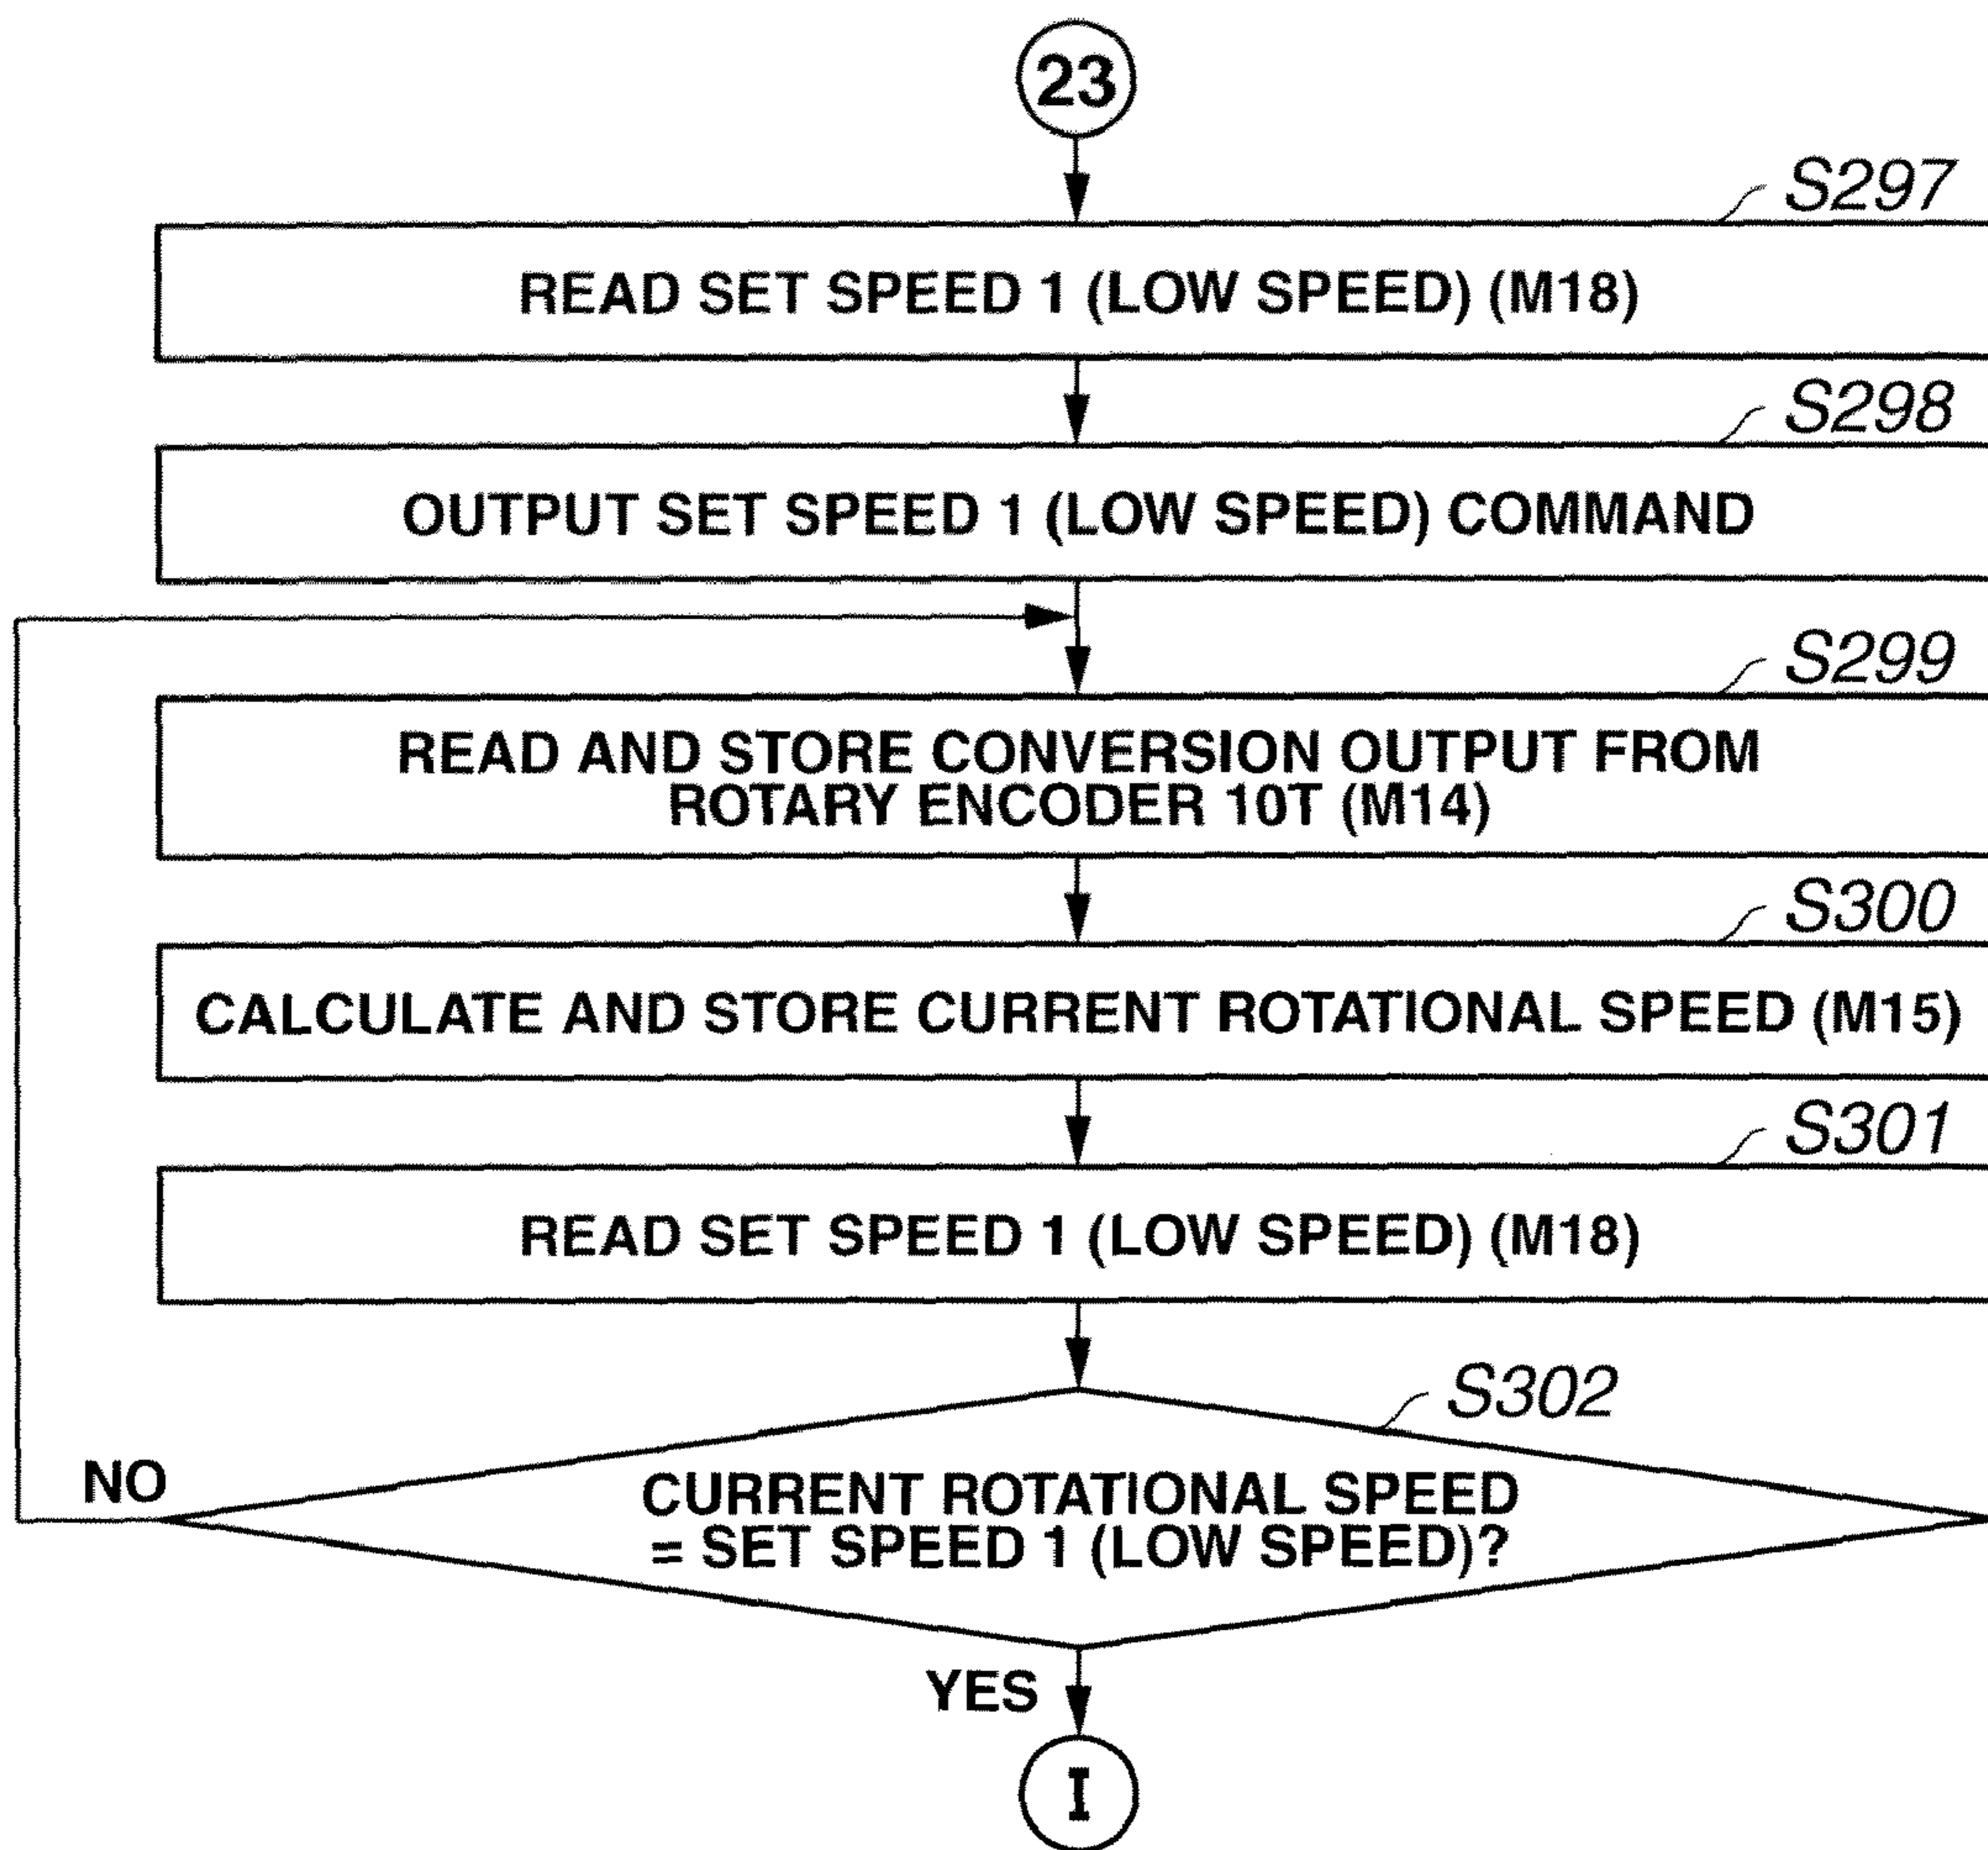 23
S297
READ SET SPEED 1 (LOW SPEED) (M18)
S298
OUTPUT SET SPEED 1 (LOW SPEED) COMMAND
S299
READ AND STORE CONVERSION OUTPUT FROM
ROTARY ENCODER 10T (M14)
S300
CALCULATE AND STORE CURRENT ROTATIONAL SPEED (M15)
S301
READ SET SPEED 1 (LOW SPEED) (M18)
S302
NO
CURRENT ROTATIONAL SPEED
= SET SPEED 1 (LOW SPEED)?
YES
I